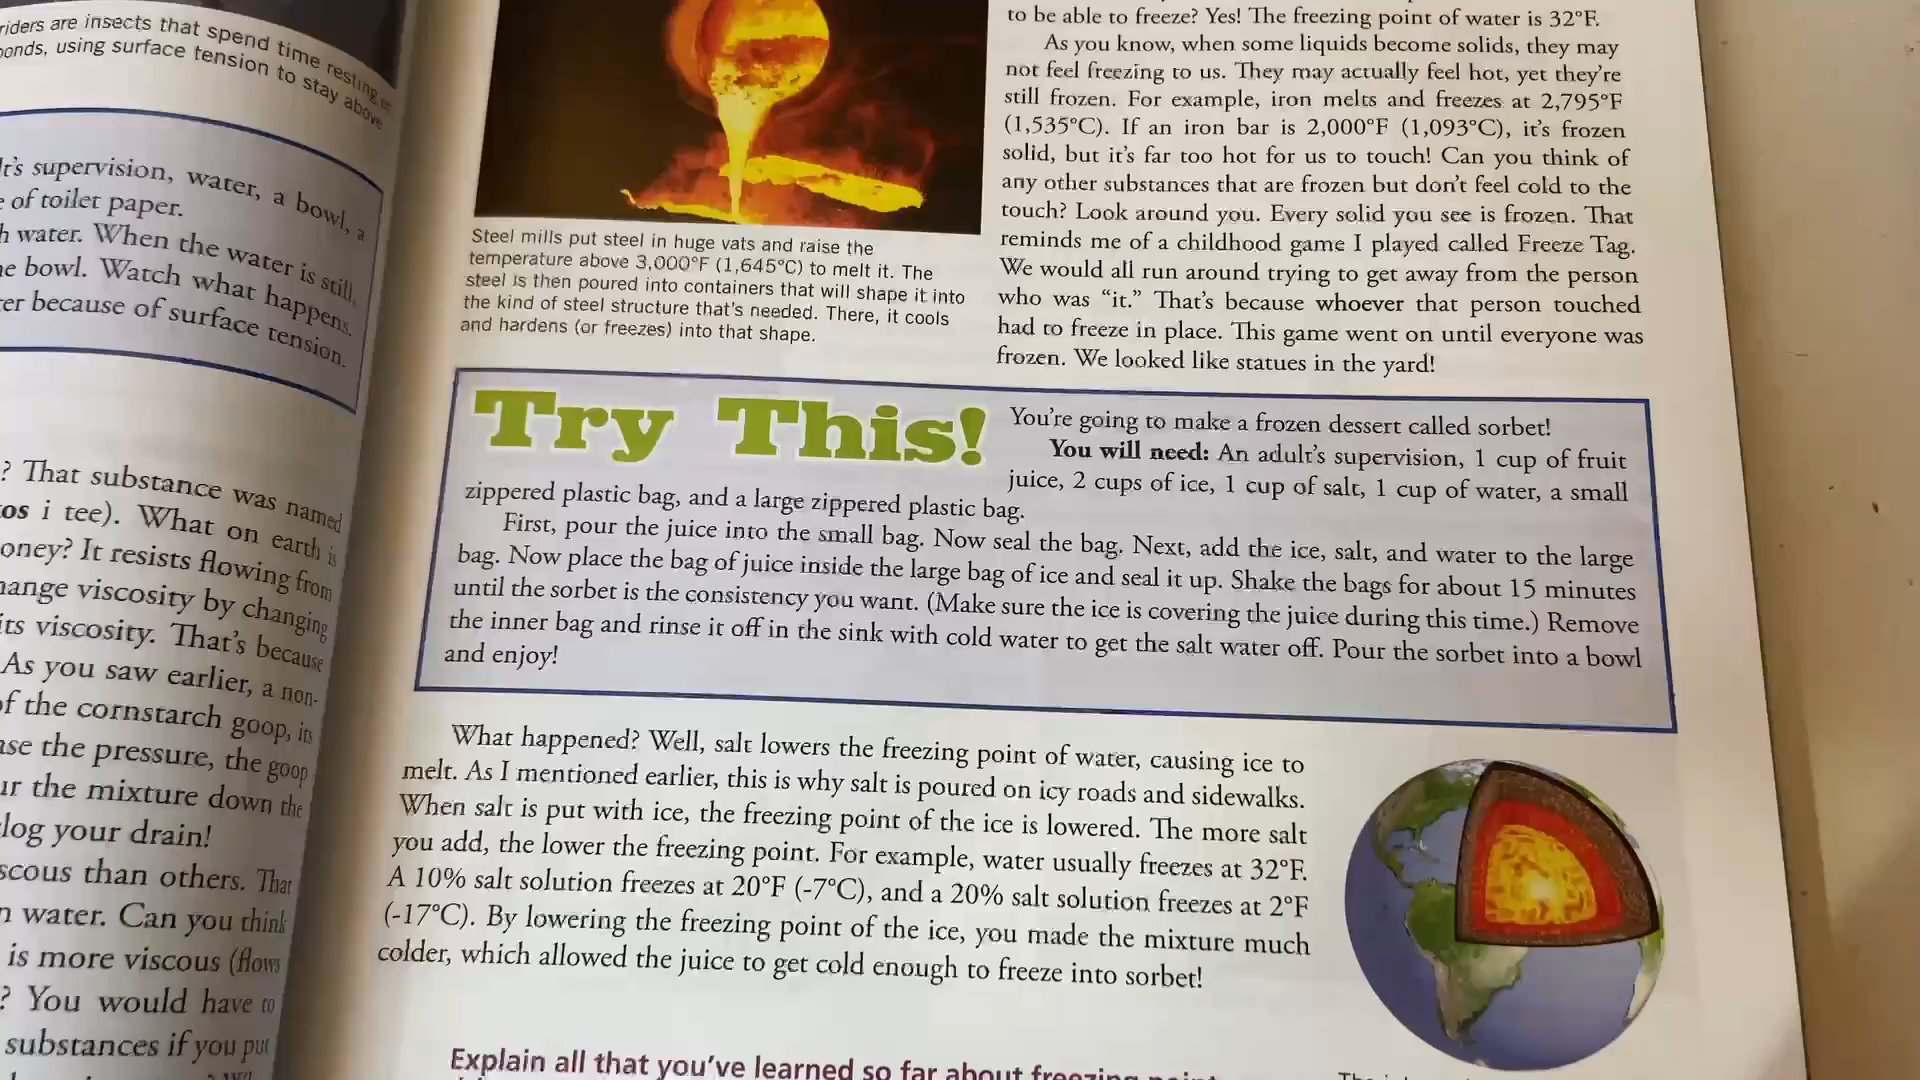 riders are insects that spend time resting
onds, using surface tension to stay above
lt's supervision, water, a bowl, a
of toilet paper.
h water. When the water is still,
e bowl. Watch what happens.
er because of surface tension.
? That substance was named
os i tee). What on earth is
oney? It resists flowing from
hange viscosity by changing
its viscosity. That's because
As you saw earlier, a non-
of the cornstarch goop, its
ase the pressure, the goop
ur the mixture down the
log your drain!
scous than others. That
n water. Can you think
is more viscous (flows
? You would have to
substances if you put
Steel mills put steel in huge vats and raise the
temperature above 3,000°F (1,645°C) to melt it. The
steel is then poured into containers that will shape it into
the kind of steel structure that's needed. There, it cools
and hardens (or freezes) into that shape.
to be able to freeze? Yes! The freezing point of water is 32°F.
As you know, when some liquids become solids, they may
not feel freezing to us. They may actually feel hot, yet they're
still frozen. For example, iron melts and freezes at 2,795°F
(1,535°C). If an iron bar is 2,000°F (1,093°C), it's frozen
solid, but it's far too hot for us to touch! Can you think of
any other substances that are frozen but don't feel cold to the
touch? Look around you. Every solid you see is frozen. That
reminds me of a childhood game I played called Freeze Tag.
We would all run around trying to get away from the person
who was “it.” That's because whoever that person touched
had to freeze in place. This game went on until everyone was
frozen. We looked like statues in the yard!
Try This!
You're going to make a frozen dessert called sorbet!
You will need: An adult's supervision, 1 cup of fruit
juice, 2 cups of ice, 1 cup of salt, 1 cup of water, a small
zippered plastic bag, and a large zippered plastic bag.
First, pour the juice into the small bag. Now seal the bag. Next, add the ice, salt, and water to the large
bag. Now place the bag of juice inside the large bag of ice and seal it up. Shake the bags for about 15 minutes
until the sorbet is the consistency you want. (Make sure the ice is covering the juice during this time.) Remove
the inner bag and rinse it off in the sink with cold water to get the salt water off. Pour the sorbet into a bowl
and enjoy!
What happened? Well, salt lowers the freezing point of water, causing ice to
melt. As I mentioned earlier, this is why salt is poured on icy roads and sidewalks.
When salt is put with ice, the freezing point of the ice is lowered. The more salt
you add, the lower the freezing point. For example, water usually freezes at 32°F.
A 10% salt solution freezes at 20°F (-7°C), and a 20% salt solution freezes at 2°F
(-17°C). By lowering the freezing point of the ice, you made the mixture much
colder, which allowed the juice to get cold enough to freeze into sorbet!
Explain all that you've learned so far about freezing point